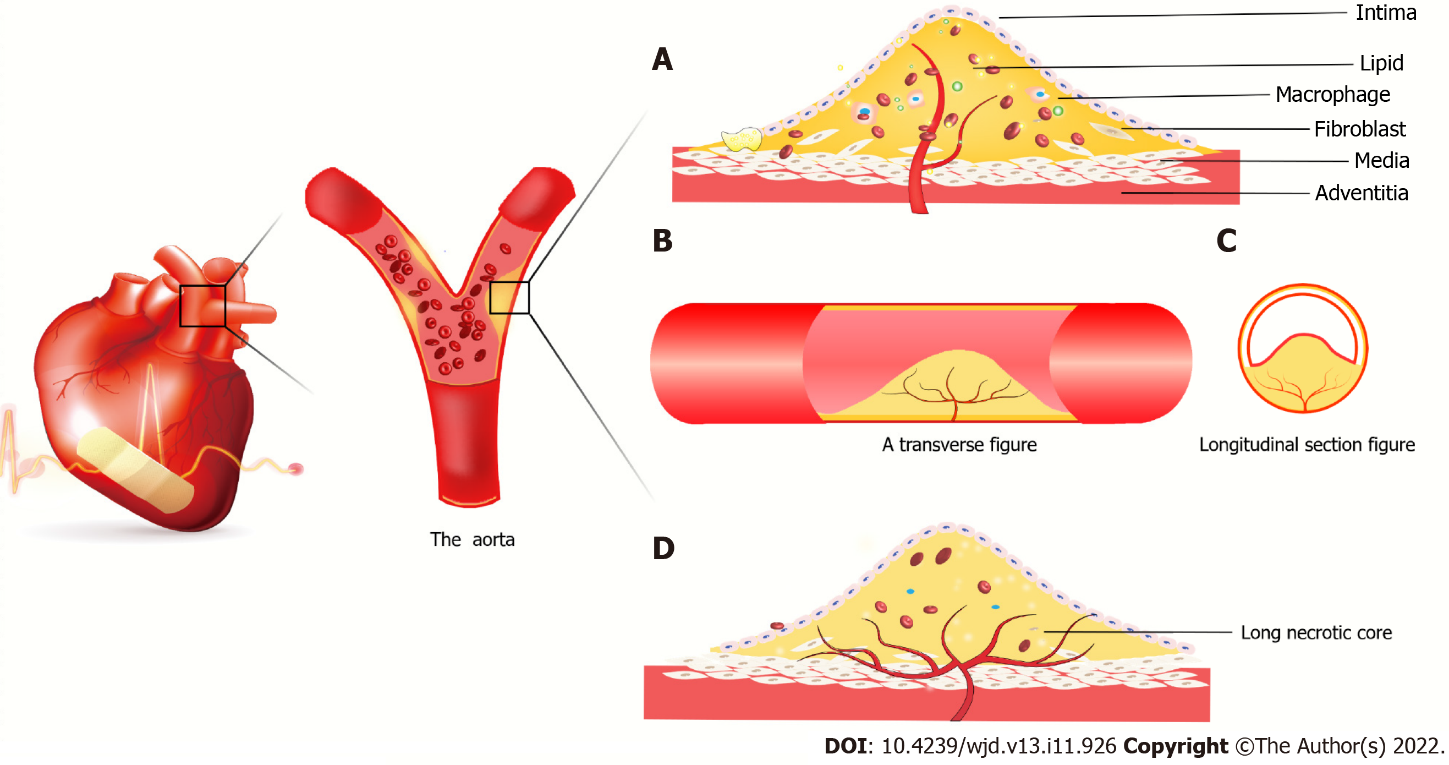 A
Intima
Lipid
Macrophage
Fibroblast
Media
Adventitia
B
C
A transverse figure
Longitudinal section figure
The aorta
D
Long necrotic core
DOI: 10.4239/wjd.v13.i11.926 Copyright ©The Author(s) 2022.